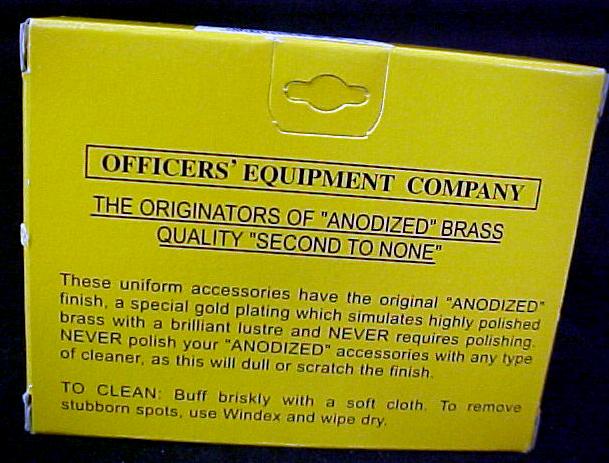 OFFICERS' EQUIPMENT COMPANY
THE ORIGINATORS OF "ANODIZED" BRASS
QUALITY "SECOND TO NONE"
These uniform accessories have the original "ANODIZED"
finish, a special gold plating which simulates highly polished
brass with a brilliant lustre and NEVER requires polishing.
NEVER polish your "ANODIZED" accessories with any type
of cleaner, as this will dull or scratch the finish.
TO CLEAN: Buff briskly with a soft cloth. To remove
stubborn spots, use Windex and wipe dry.